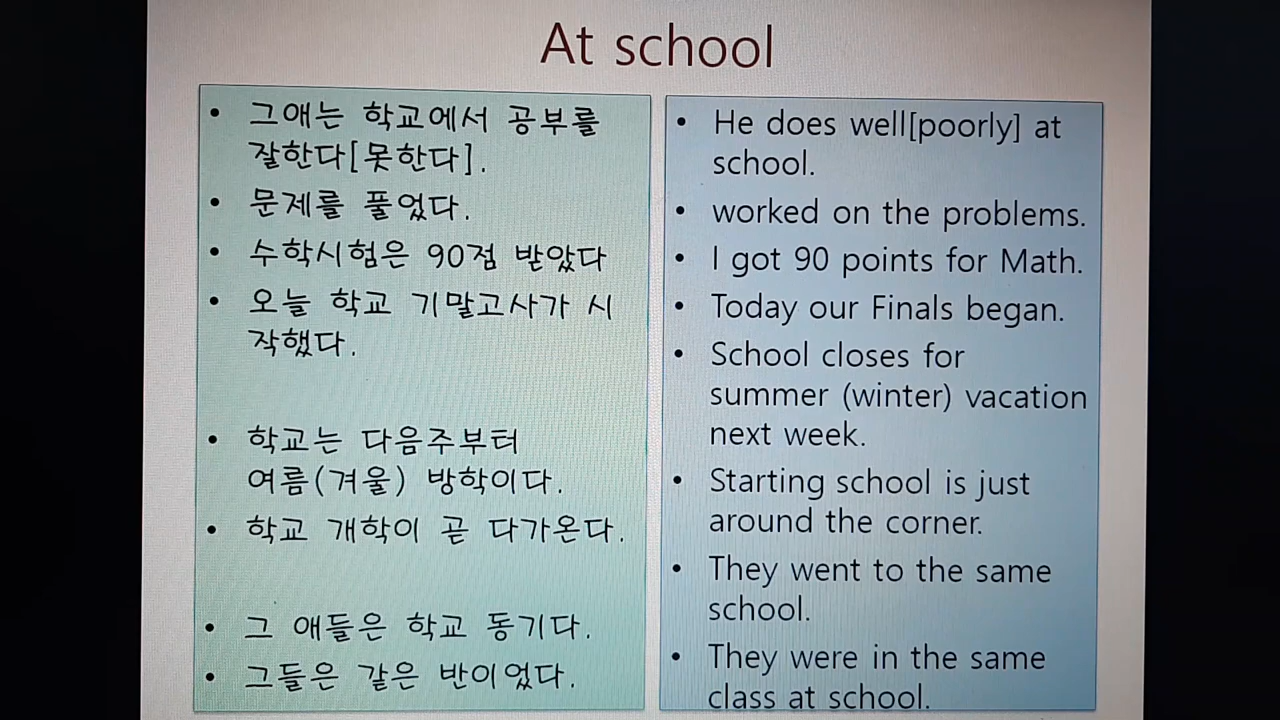 At school
• 그애는 학교에서 공부를
잘한다[못한다].
• 문제를 풀었다.
• 수학시험은 90점 받았다
• 오늘 학교 기말고사가 시
작했다.
• 학교는 다음주부터
여름(겨울) 방학이다.
• 학교 개학이 곧 다가온다.
• 그 애들은 학교 동기다.
• 그들은 같은 반이었다.
• He does well[poorly] at
school.
• worked on the problems.
• I got 90 points for Math.
• Today our Finals began.
• School closes for
summer (winter) vacation
next week.
• Starting school is just
around the corner.
• They went to the same
school.
• They were in the same
class at school.